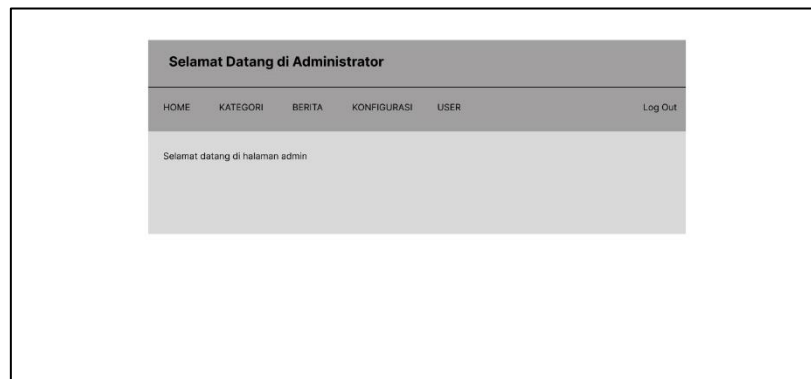 Selamat Datang di Administrator
HOME KATEGORI BERITA KONFIGURASI USER Log Out
Selamat datang di halaman admin